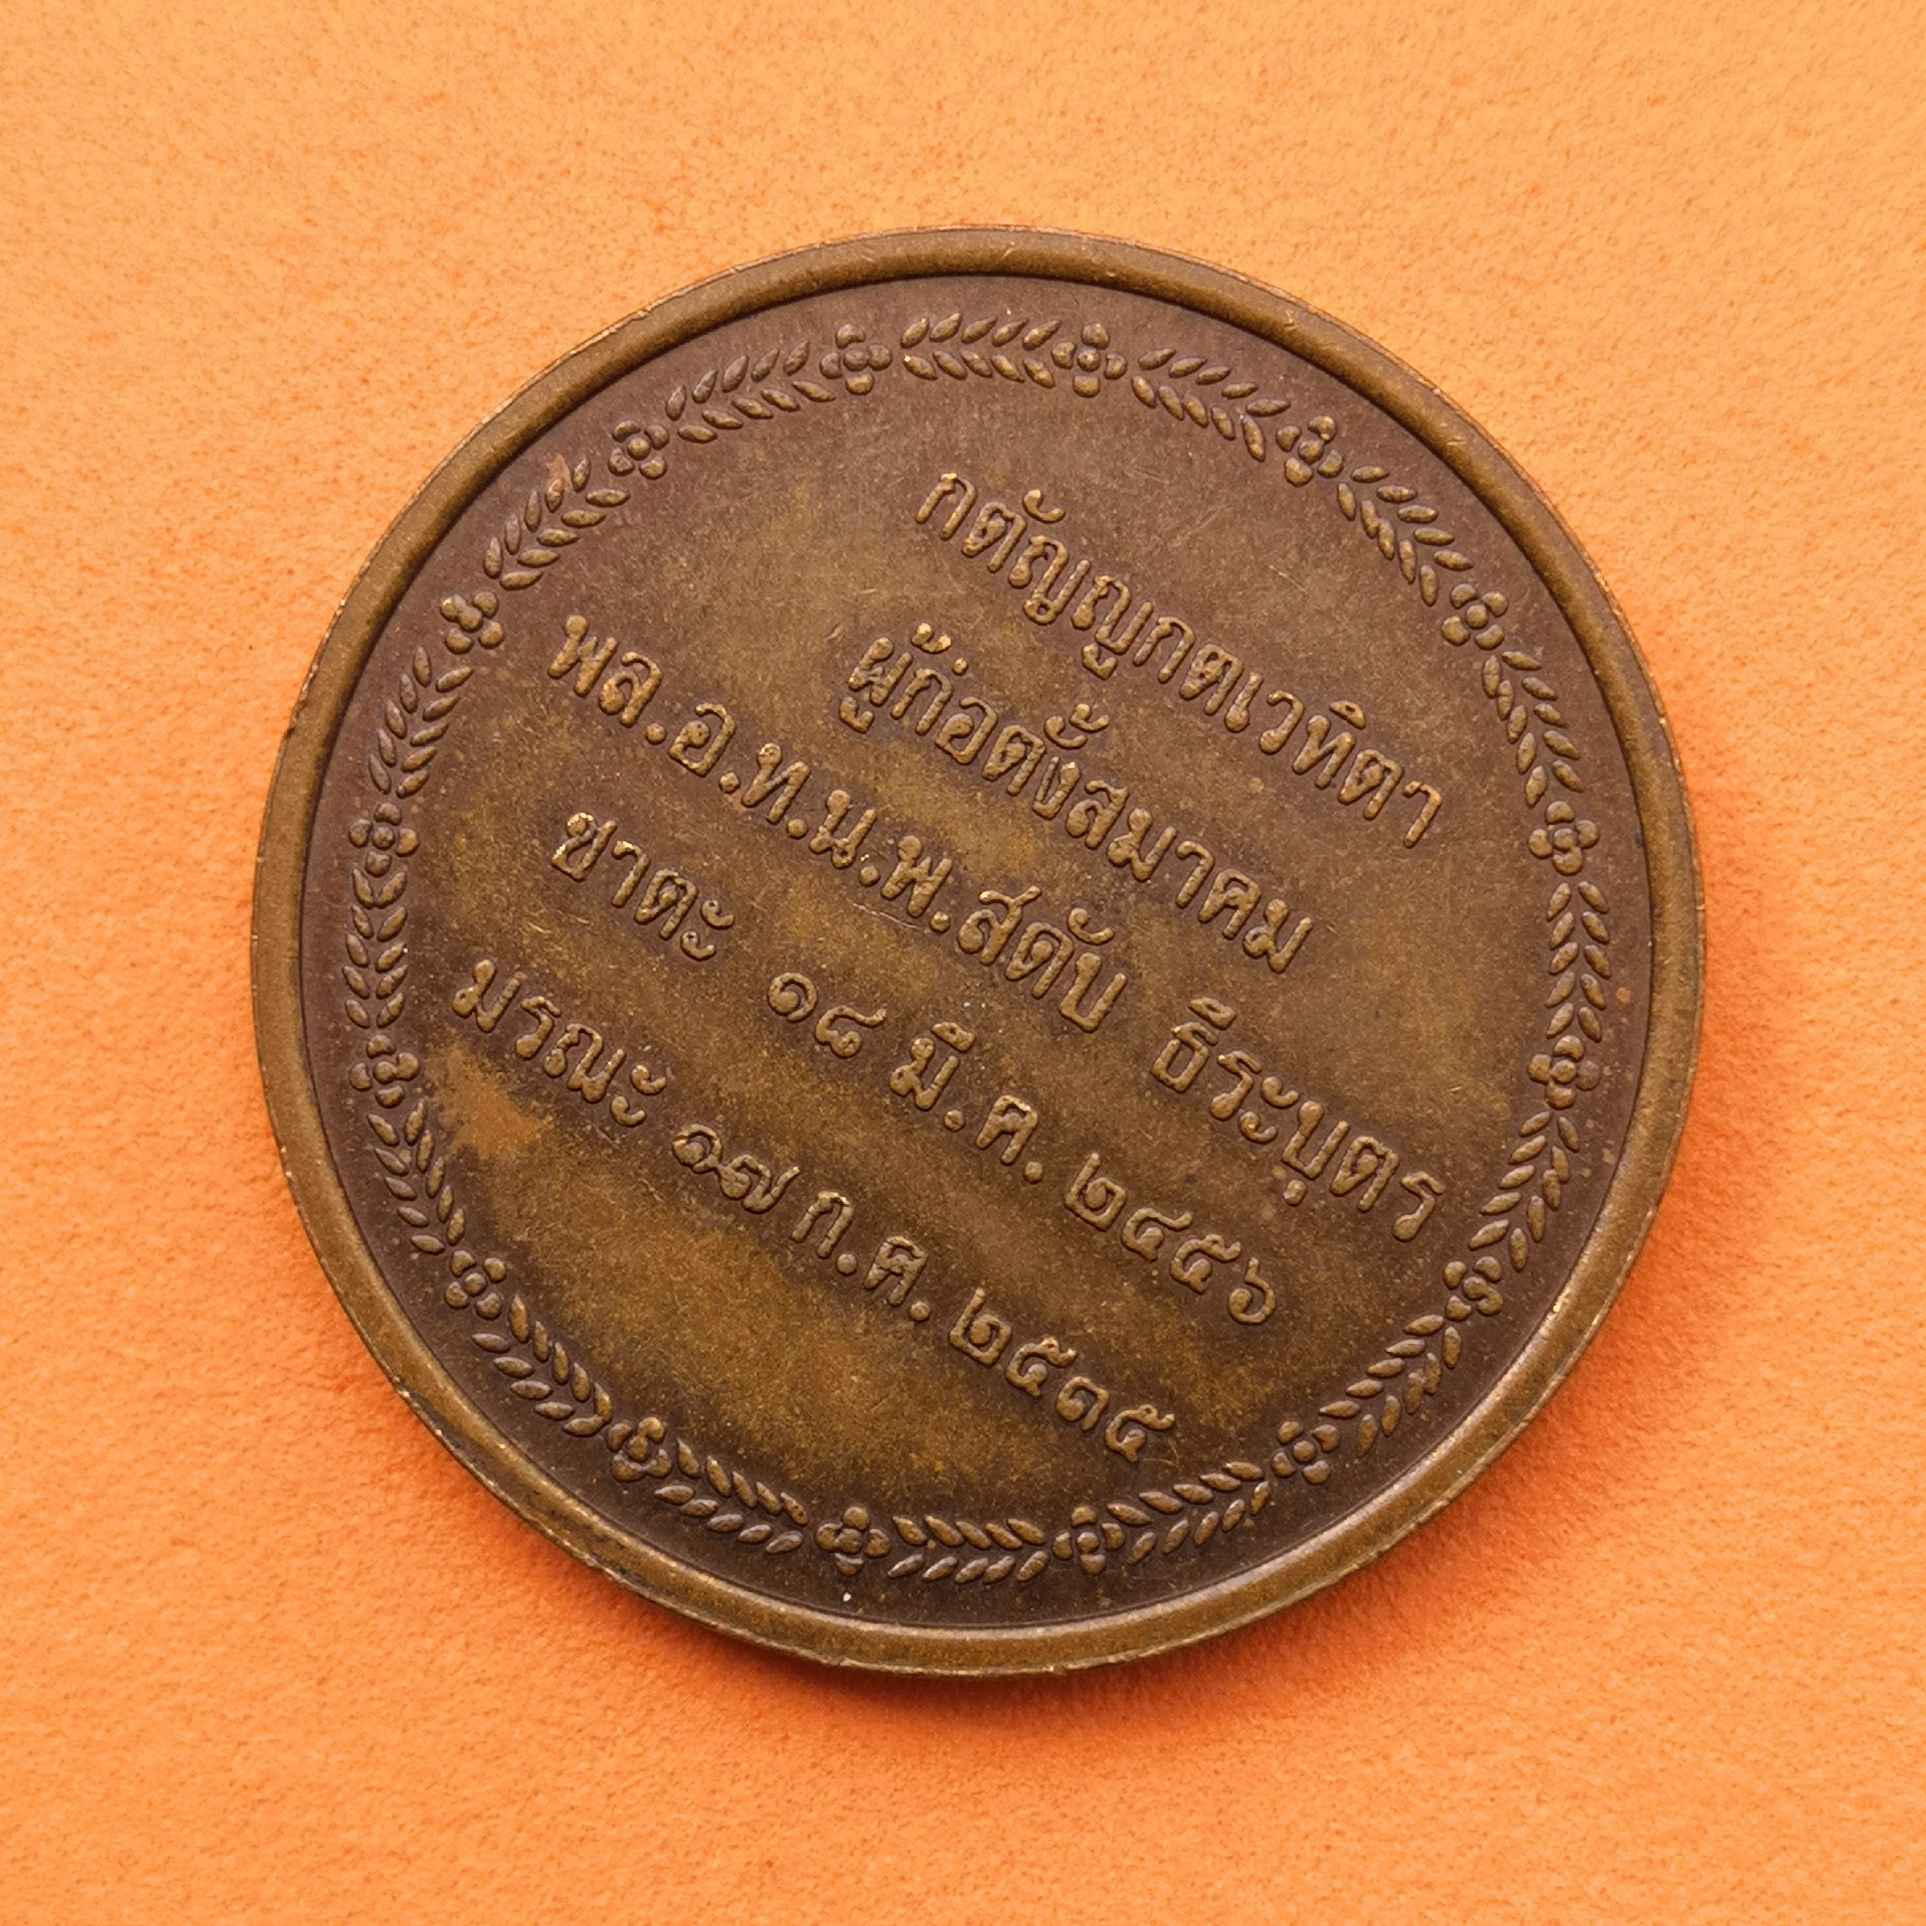 กตัญญูกตเวทิตา
ผู้ก่อตั้งสมาคม
พล.อ.ท.น.พ.สดับ ธีระบุตร
ชาตะ ๑๘ มี.ค. ๒๔๕๖
มรณะ ๑๗ ก.ค. ๒๕๓๕